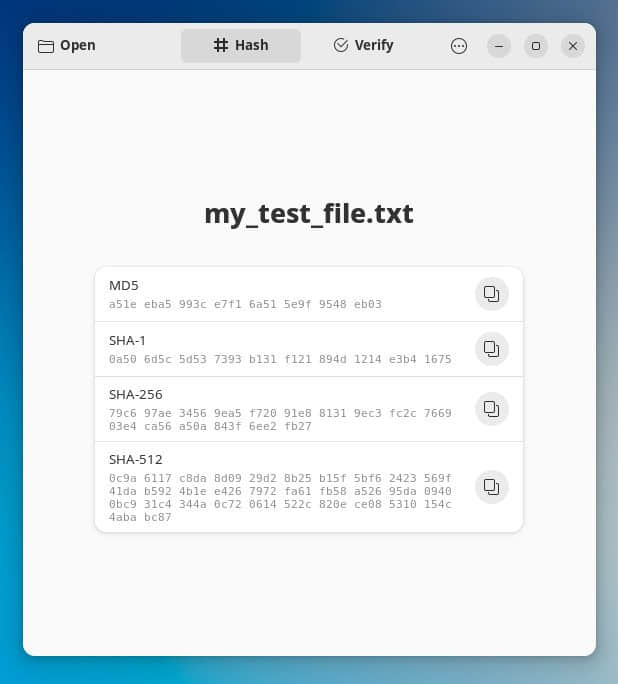 Open
Hash
Verify
my_test_file.txt
MD5
a51e eba5 993c e7f1 6a51 5e9f 9548 eb03
SHA-1
0a50 6d5c 5d53 7393 b131 f121 894d 1214 e3b4 1675
SHA-256
79c6 97ae 3456 9ea5 f720 91e8 8131 9ec3 fc2c 7669
03e4 ca56 a50a 843f 6ee2 fb27
SHA-512
0c9a 6117 c8da 8d09 29d2 8b25 b15f 5bf6 2423 569f
41da b592 4b1e e426 7972 fa61 fb58 a526 95da 0940
0bc9 31c4 344a 0c72 0614 522c 820e ce08 5310 154c
4aba bc87